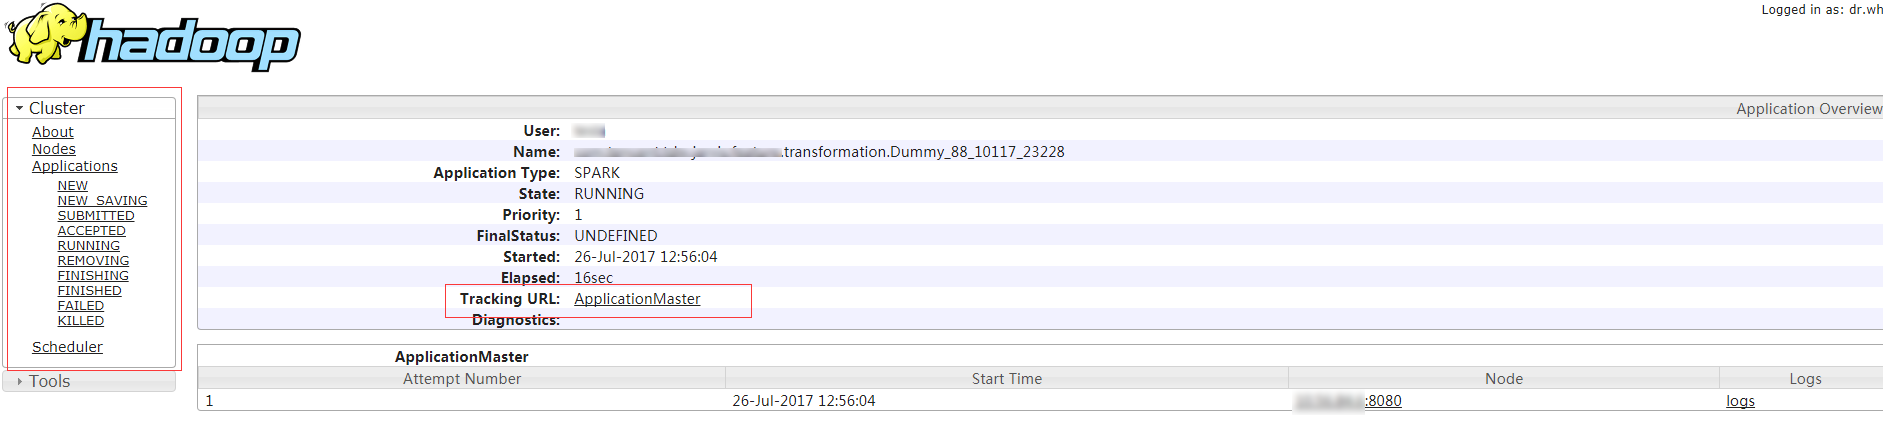 Logged in as: dr.wh
hadoop
Cluster
About
Nodes
Applications
NEW
NEW_SAVING
SUBMITTED
ACCEPTED
RUNNING
REMOVING
FINISHING
FINISHED
FAILED
KILLED
Scheduler
Tools
Application Overview
User:
Name: .transformation.Dummy_88_10117_23228
Application Type: SPARK
State: RUNNING
Priority: 1
FinalStatus: UNDEFINED
Started: 26-Jul-2017 12:56:04
Elapsed: 16sec
Tracking URL: ApplicationMaster
Diagnostics:
ApplicationMaster
Attempt Number Start Time Node Logs
1 26-Jul-2017 12:56:04 :8080 logs